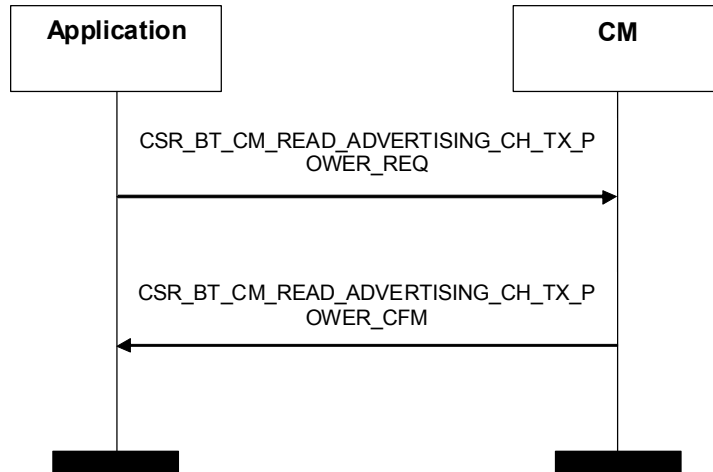 Application
CM
CSR_BT_CM_READ_ADVERTISING_CH_TX_P
OWER_REQ
CSR_BT_CM_READ_ADVERTISING_CH_TX_P
OWER_CFM